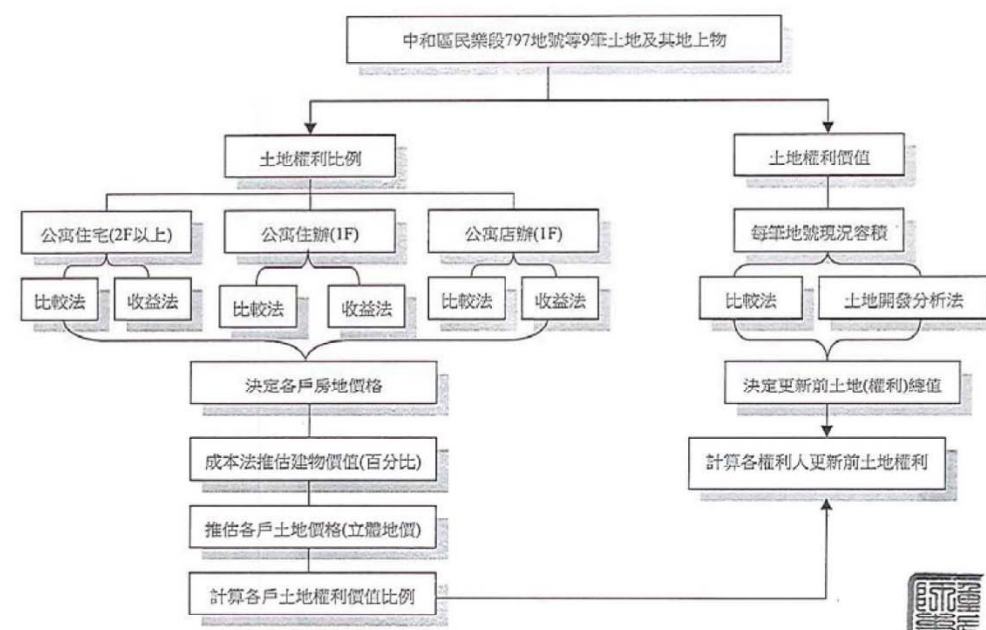 中和區民樂段797地號等9筆土地及其地上物
土地權利比例
土地權利價值
公寓住宅(2F以上)
公寓住辦(1F)
公寓店辦(1F)
每筆地號現況容積
比較法
收益法
比較法
收益法
比較法
收益法
比較法
土地開發分析法
決定各戶房地價格
決定更新前土地(權利)總值
成本法推估建物價值(百分比)
計算各權利人更新前土地權利
推估各戶土地價格(立體地價)
計算各戶土地權利價值比例